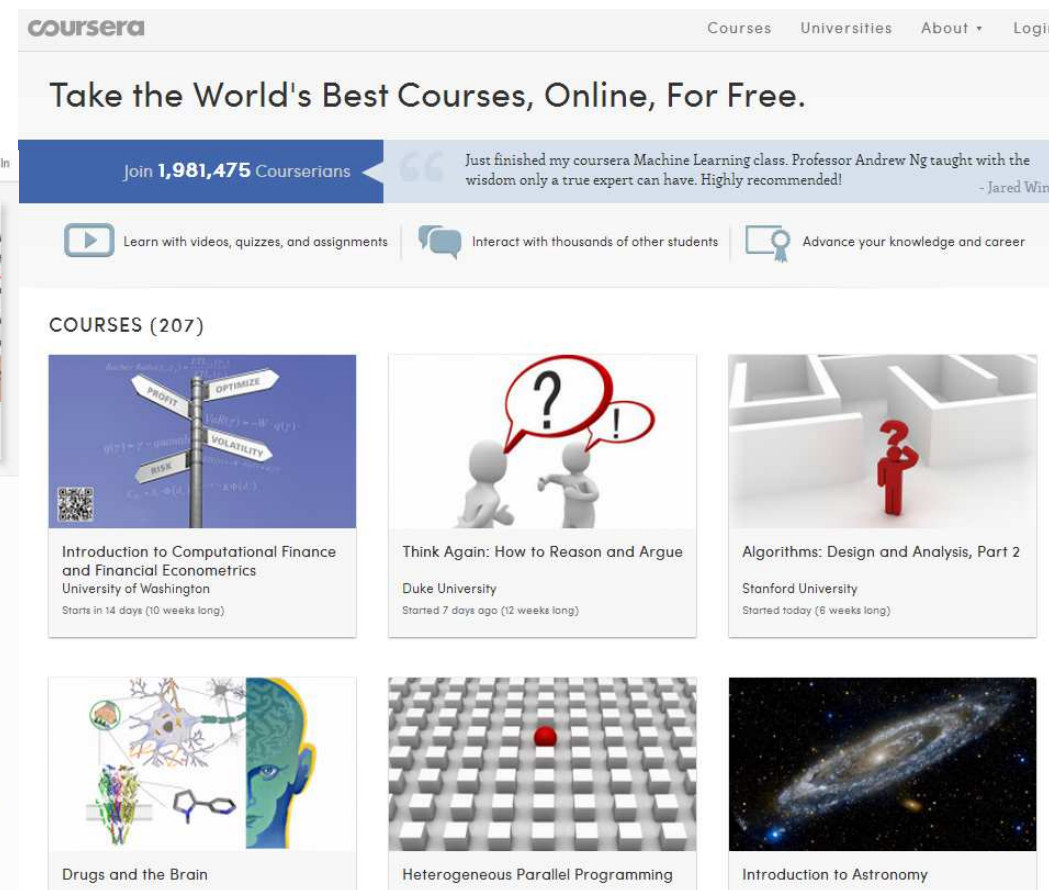 coursera
Courses Universities About
Take the World's Best Courses, Online, For Free.
In
Join 1,981,475 Courserians
Just finished my coursera Machine Learning class. Professor Andrew Ng taught with the
wisdom only a true expert can have. Highly recommended!
- Jared
Learn with videos, quizzes, and assignments
Interact with thousands of other students
Advance your knowledge and career
COURSES (207)
PROFIT
OPTIMIZE
VOLATILITY
RISK
?
!
?
Introduction to Computational Finance
and Financial Econometrics
University of Washington
Starts in 14 days (10 weeks long)
Think Again: How to Reason and Argue
Duke University
Started 7 days ago (12 weeks long)
Algorithms: Design and Analysis, Part 2
Stanford University
Started today (6 weeks long)
Drugs and the Brain
Heterogeneous Parallel Programming
Introduction to Astronomy